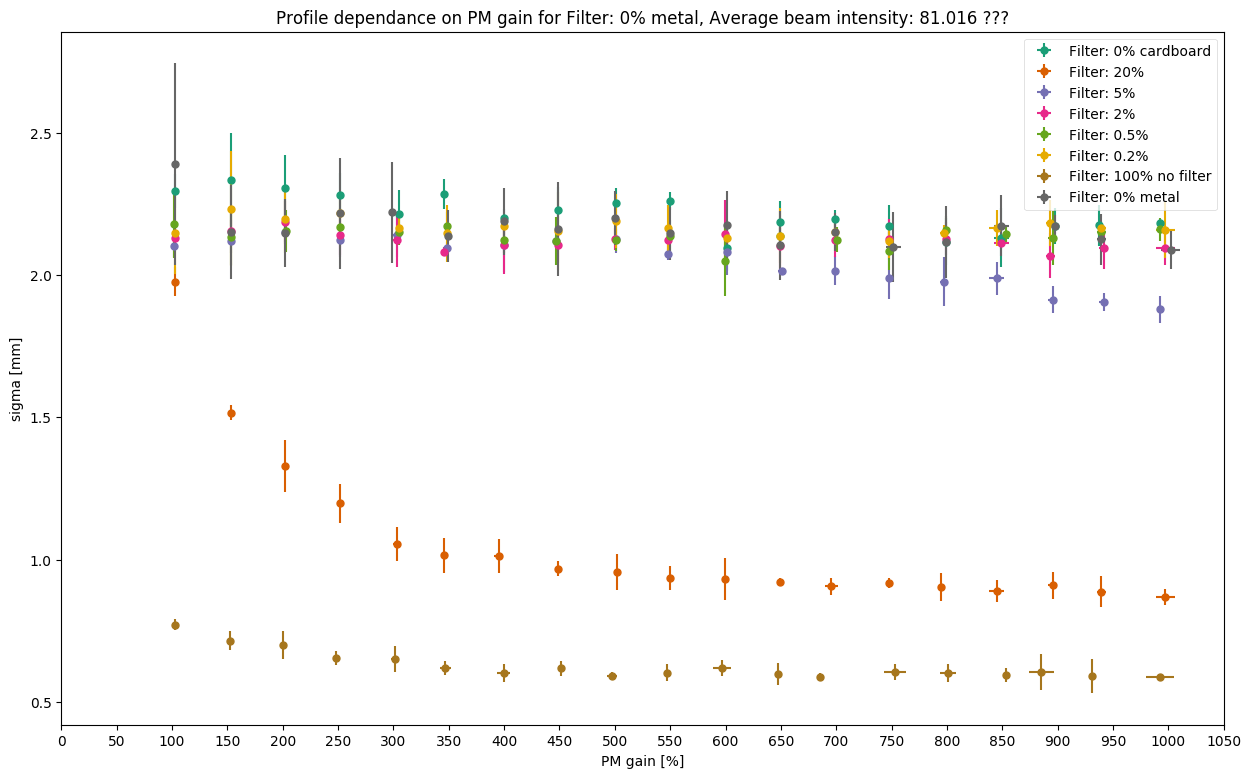 Profile dependance on PM gain for Filter: 0% metal, Average beam intensity: 81.016 ???
Filter: 0% cardboard
Filter: 20%
Filter: 5%
Filter: 2%
Filter: 0.5%
Filter: 0.2%
Filter: 100% no filter
Filter: 0% metal
sigma [mm]
2.5
2.0
1.5
1.0
0.5
0 50 100 150 200 250 300 350 400 450 500 550 600 650 700 750 800 850 900 950 1000 1050
PM gain [%]